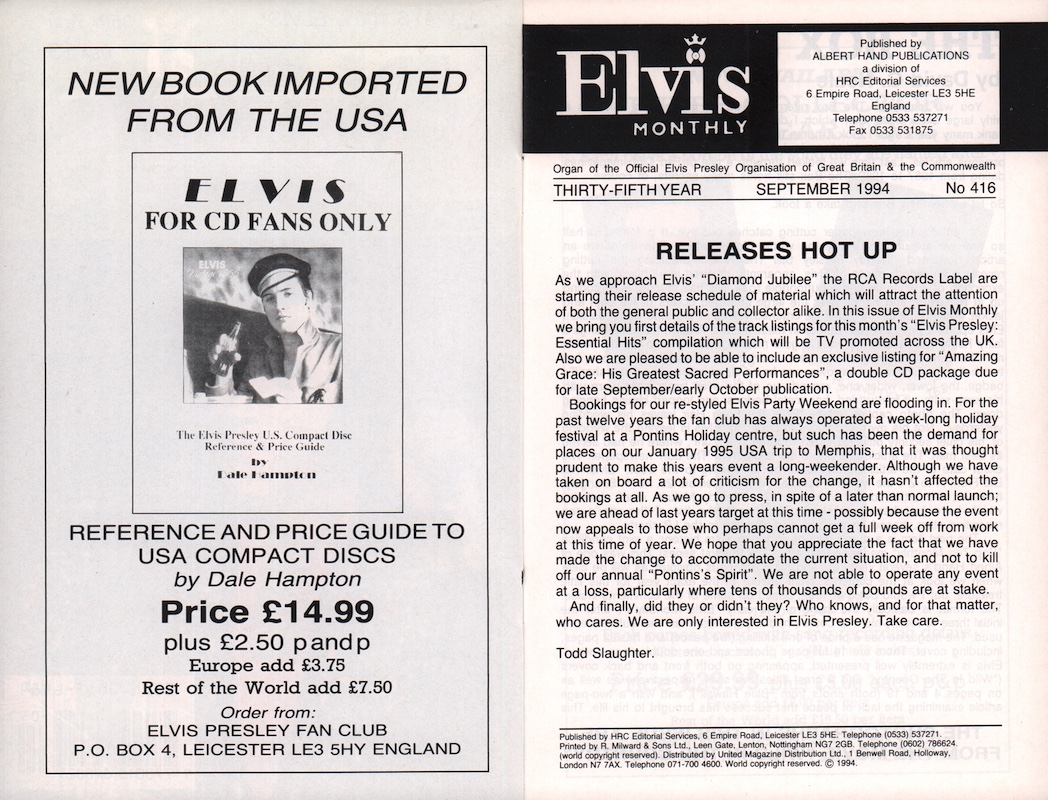 NEW BOOK IMPORTED
FROM THE USA
ELVIS
FOR CD FANS ONLY
ELVIS
The Elvis Presley U.S. Compact Disc
Reference & Price Guide
by
Dale Hampton
REFERENCE AND PRICE GUIDE TO
USA COMPACT DISCS
by Dale Hampton
Price £14.99
plus £2.50 p and p
Europe add £3.75
Rest of the World add £7.50
Order from:
ELVIS PRESLEY FAN CLUB
P.O. BOX 4, LEICESTER LE3 5HY ENGLAND
Elvis
MONTHLY
Published by
ALBERT HAND PUBLICATIONS
a division of
HRC Editorial Services
6 Empire Road, Leicester LE3 5HE
England
Telephone 0533 537271
Fax 0533 531875
Organ of the Official Elvis Presley Organisation of Great Britain & the Commonwealth
THIRTY-FIFTH YEAR SEPTEMBER 1994 No 416
RELEASES HOT UP
As we approach Elvis' "Diamond Jubilee" the RCA Records Label are
starting their release schedule of material which will attract the attention
of both the general public and collector alike. In this issue of Elvis Monthly
we bring you first details of the track listings for this month's "Elvis Presley:
Essential Hits" compilation which will be TV promoted across the UK.
Also we are pleased to be able to include an exclusive listing for "Amazing
Grace: His Greatest Sacred Performances", a double CD package due
for late September/early October publication.
Bookings for our re-styled Elvis Party Weekend are flooding in. For the
past twelve years the fan club has always operated a week-long holiday
festival at a Pontins Holiday centre, but such has been the demand for
places on our January 1995 USA trip to Memphis, that it was thought
prudent to make this years event a long-weekender. Although we have
taken on board a lot of criticism for the change, it hasn't affected the
bookings at all. As we go to press, in spite of a later than normal launch;
we are ahead of last years target at this time - possibly because the event
now appeals to those who perhaps cannot get a full week off from work
at this time of year. We hope that you appreciate the fact that we have
made the change to accommodate the current situation, and not to kill
off our annual "Pontins's Spirit". We are not able to operate any event
at a loss, particularly where tens of thousands of pounds are at stake.
And finally, did they or didn't they? Who knows, and for that matter,
who cares. We are only interested in Elvis Presley. Take care.
Todd Slaughter.
Published by HRC Editorial Services, 6 Empire Road, Leicester LE3 5HE. Telephone (0533) 537271.
Printed by R. Milward & Sons Ltd., Leen Gate, Lenton, Nottingham NG7 2GB. Telephone (0602) 786624.
(world copyright reserved). Distributed by United Magazine Distribution Ltd., 1 Benwell Road, Holloway,
London N7 7AX. Telephone 071-700 4600. World copyright reserved. © 1994.